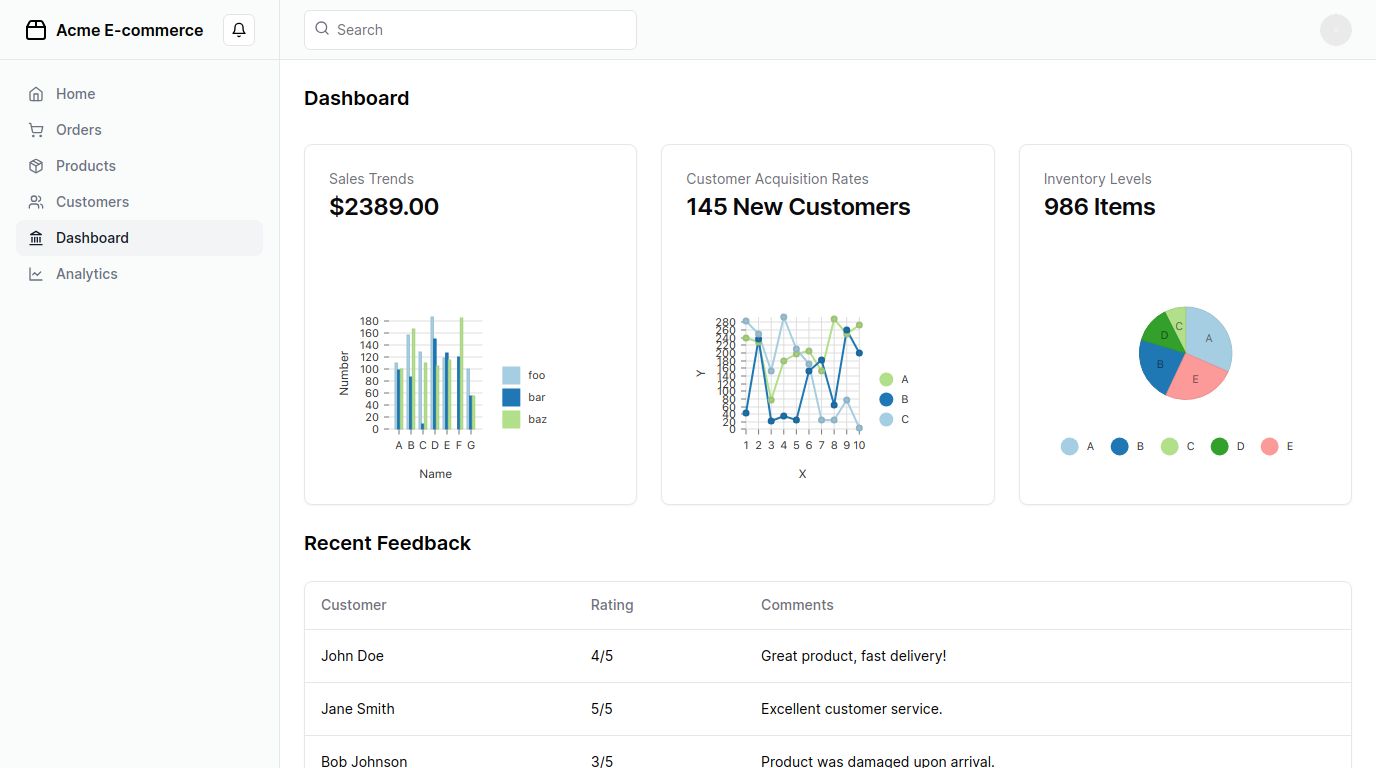 Acme E-commerce
Search
Home
Orders
Products
Customers
Dashboard
Analytics
Dashboard
Sales Trends
$2389.00
180
160
140
120
100
80
60
40
20
0
Number
A B C D E F G
Name
foo
bar
baz
Customer Acquisition Rates
145 New Customers
280
260
240
220
200
180
160
140
120
100
80
60
40
20
0
Y
1 2 3 4 5 6 7 8 9 10
X
A
B
C
Inventory Levels
986 Items
C
D
A
B
E
A B C D E
Recent Feedback
Customer Rating Comments
John Doe 4/5 Great product, fast delivery!
Jane Smith 5/5 Excellent customer service.
Bob Johnson 3/5 Product was damaged upon arrival.